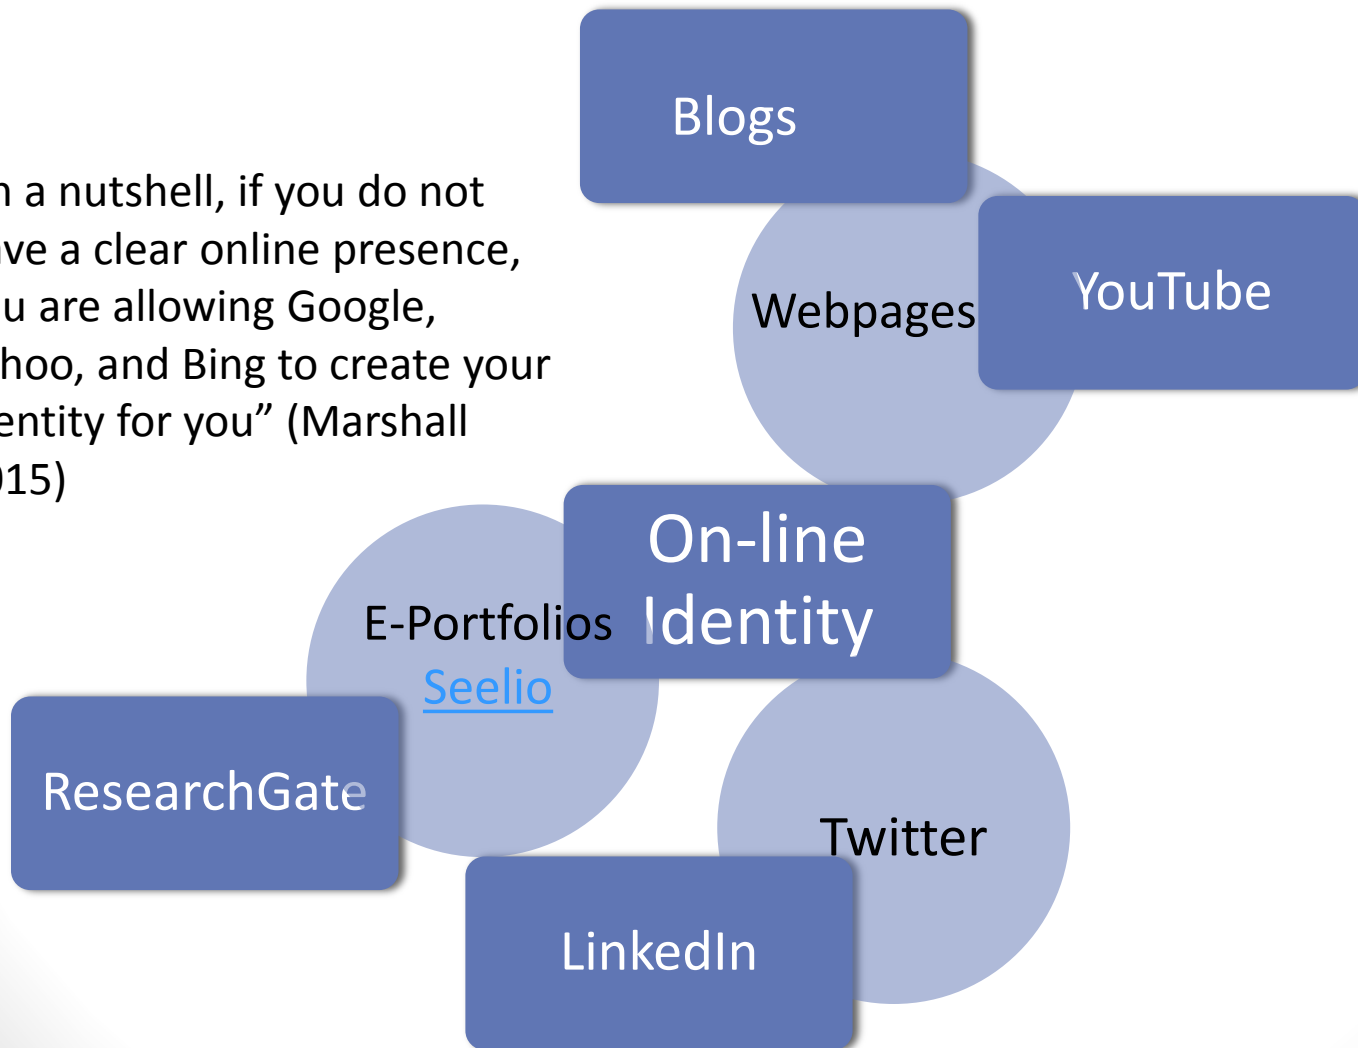 n a nutshell, if you do not
ve a clear online presence,
u are allowing Google,
hoo, and Bing to create your
entity for you” (Marshall
015)
Blogs
Webpages
YouTube
On-line
Identity
E-Portfolios
Seelio
ResearchGate
Twitter
LinkedIn